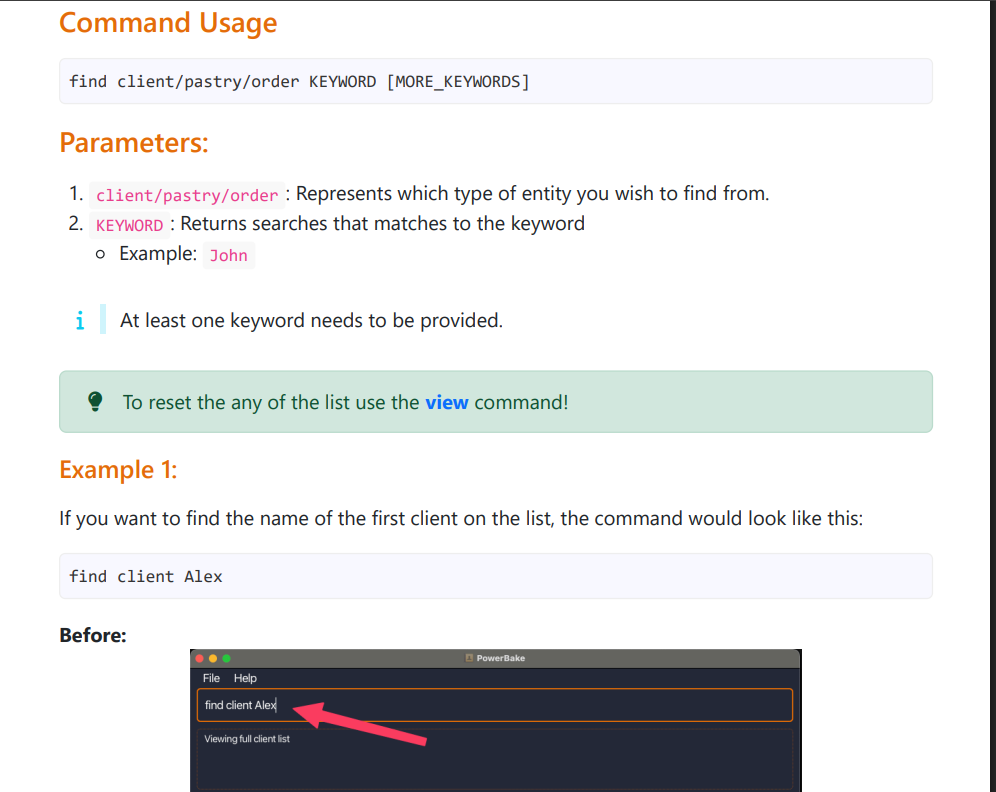 Command Usage
find client/pastry/order KEYWORD [MORE_KEYWORDS]
Parameters:
1. client/pastry/order : Represents which type of entity you wish to find from.
2. KEYWORD : Returns searches that matches to the keyword
Example: John
i At least one keyword needs to be provided.
To reset the any of the list use the view command!
Example 1:
If you want to find the name of the first client on the list, the command would look like this:
find client Alex
Before:
PowerBake
File Help
find client Alex
Viewing full client list